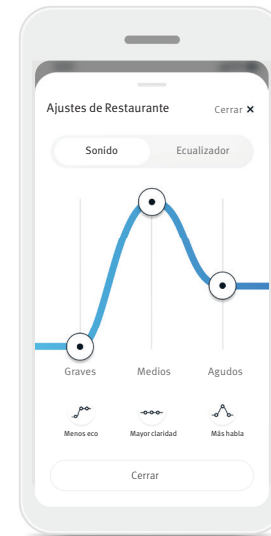 Ajustes de Restaurante Cerrar ×
Sonido Ecualizador
Graves Medios Agudos
Menos eco Mayor claridad Más habla
Cerrar